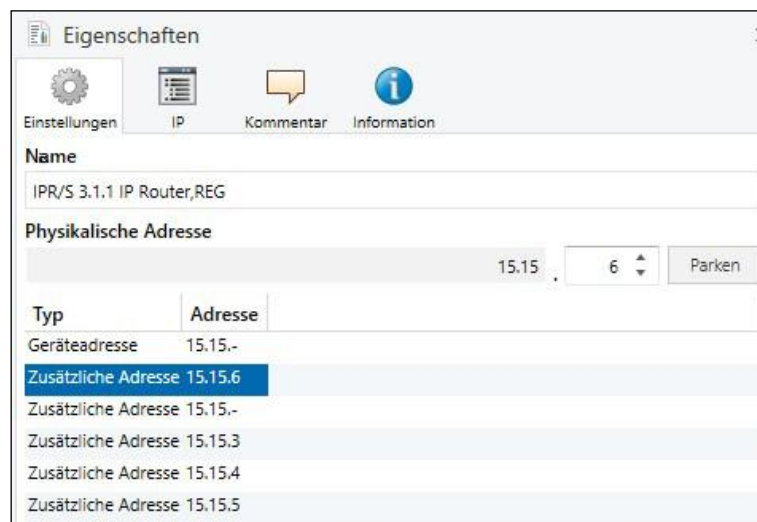 Eigenschaften
Einstellungen IP Kommentar Information
Name
IPR/S 3.1.1 IP Router,REG
Physikalische Adresse
15.15 . 6 Parken
Typ Adresse
Geräteadresse 15.15.-
Zusätzliche Adresse 15.15.6
Zusätzliche Adresse 15.15.-
Zusätzliche Adresse 15.15.3
Zusätzliche Adresse 15.15.4
Zusätzliche Adresse 15.15.5